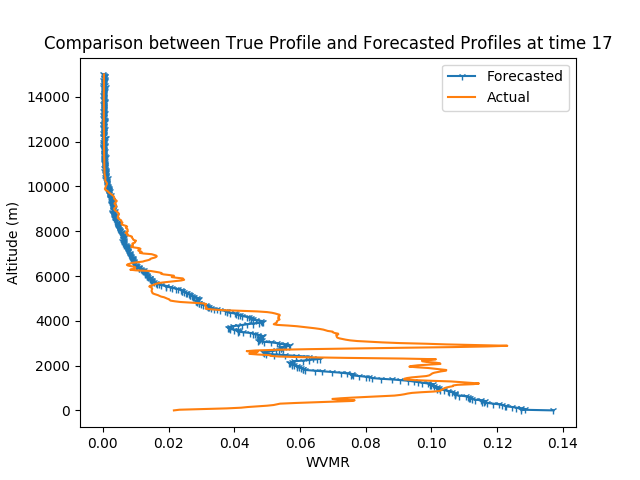 Comparison between True Profile and Forecasted Profiles at time 17
Forecasted
Actual
Altitude (m)
14000
12000
10000
8000
6000
4000
2000
0
0.00 0.02 0.04 0.06 0.08 0.10 0.12 0.14
WVMR